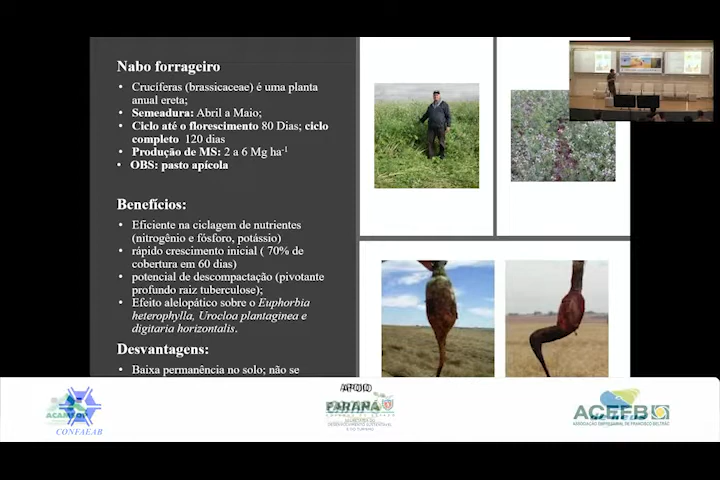 Nabo forrageiro
• Crucíferas (brassicaceae) é uma planta
anual ereta;
• Semeadura: Abril a Maio;
• Ciclo até o florescimento 80 Dias; ciclo
completo 120 dias
• Produção de MS: 2 a 6 Mg ha-1
• OBS: pasto apícola
Benefícios:
• Eficiente na ciclagem de nutrientes
(nitrogênio e fósforo, potássio)
• rápido crescimento inicial ( 70% de
cobertura em 60 dias)
• potencial de descompactação (pivotante
profundo raiz tuberculose);
• Efeito alelopático sobre o Euphorbia
heterophylla, Urocloa plantaginea e
digitaria horizontalis.
Desvantagens:
• Baixa permanência no solo; não se
APOIO
CONFAEAB
PARANÁ
ACEFB
ASSOCIAÇÃO EMPRESARIAL DE FRANCISCO BELTRÃO